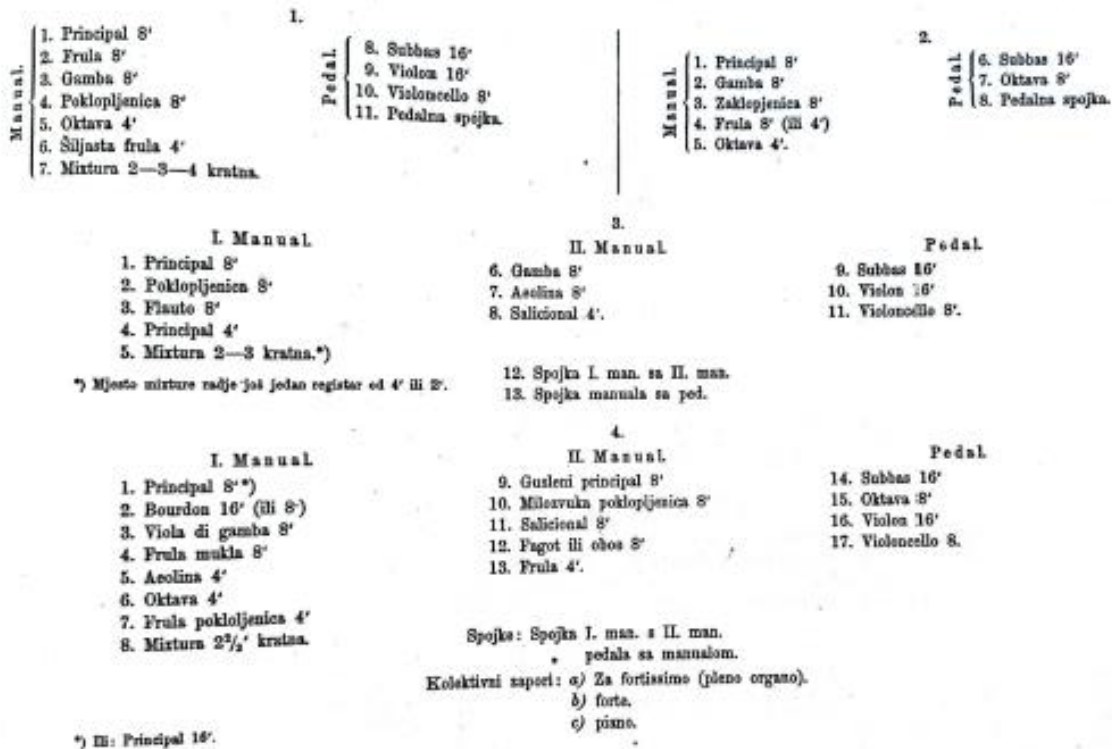 1.
Manual.
1. Principal 8'
2. Frula 8'
3. Gamba 8'
4. Poklopljenica 8'
5. Oktava 4'
6. Šiljasta frula 4'
7. Mixtura 2—3—4 kratna.
Pedal.
8. Subbas 16'
9. Violon 16'
10. Violoncello 8'
11. Pedalna spojka.
2.
Manual.
1. Principal 8'
2. Gamba 8'
3. Zaklopjenica 8'
4. Frula 8' (ili 4')
5. Oktava 4'.
Pedal.
6. Subbas 16'
7. Oktava 8'
8. Pedalna spojka.
3.
I. Manual.
1. Principal 8'
2. Poklopljenica 8'
3. Flauto 8'
4. Principal 4'
5. Mixtura 2—3 kratna.*)
*) Mjesto mixture radje još jedan registar od 4' ili 2'.
II. Manual.
6. Gamba 8'
7. Aeolina 8'
8. Salicional 4'.
Pedal.
9. Subbas 16'
10. Violon 16'
11. Violoncello 8'.
12. Spojka I. man. sa II. man.
13. Spojka manuala sa ped.
4.
I. Manual.
1. Principal 8'*)
2. Bourdon 16' (ili 8')
3. Viola di gamba 8'
4. Frula mukla 8'
5. Aeolina 4'
6. Oktava 4'
7. Frula pokloljenica 4'
8. Mixtura 2²/₃' kratna.
II. Manual.
9. Gusleni principal 8'
10. Milozvuka poklopljenica 8'
11. Salicional 8'
12. Fagot ili oboe 8'
13. Frula 4'.
Pedal.
14. Subbas 16'
15. Oktava 8'
16. Violon 16'
17. Violoncello 8.
Spojke: Spojka I. man. s II. man.
pedala sa manualom.
Kolektivni zapori: a) Za fortissimo (pleno organo).
b) forte.
c) piano.
*) Ili: Principal 16'.